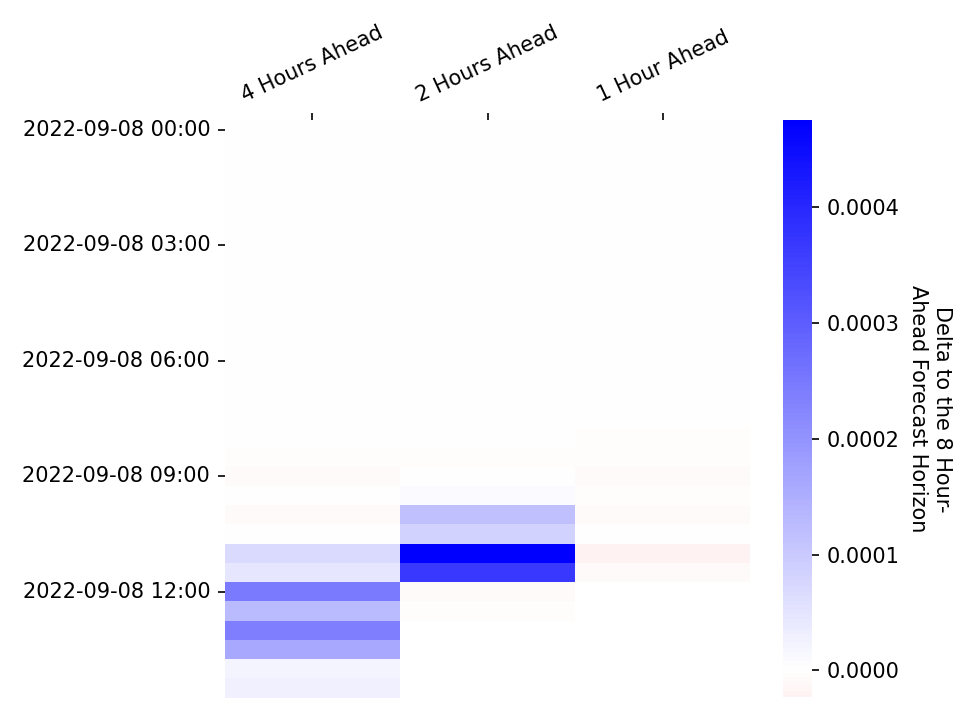 4 Hours Ahead
2 Hours Ahead
1 Hour Ahead
2022-09-08 00:00
2022-09-08 03:00
2022-09-08 06:00
2022-09-08 09:00
2022-09-08 12:00
0.0004
0.0003
0.0002
0.0001
0.0000
Delta to the 8 Hour-
Ahead Forecast Horizon